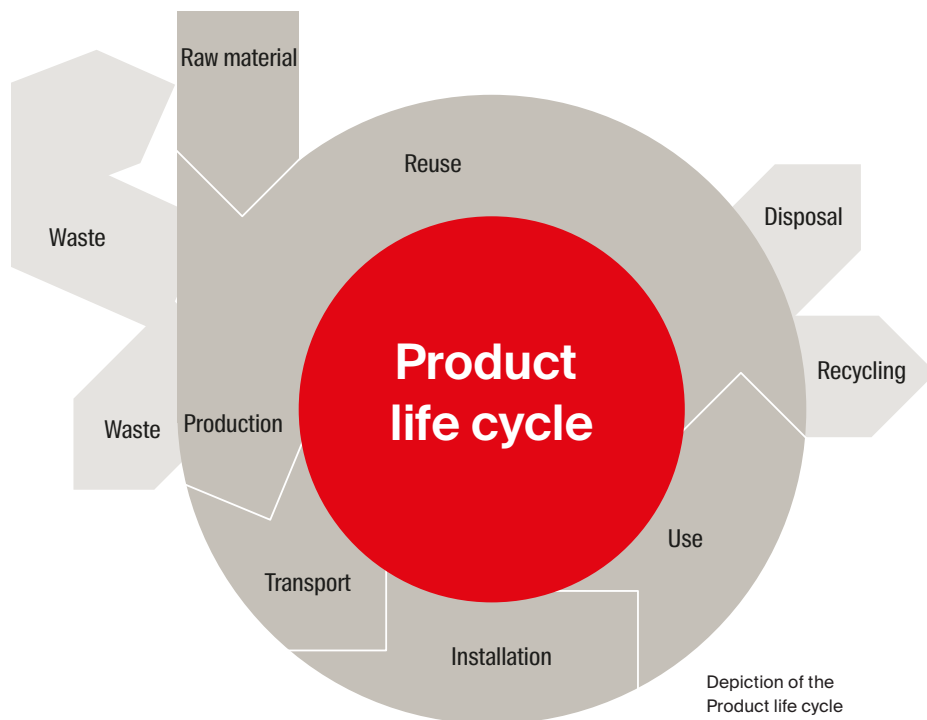 Raw material
Reuse
Waste
Disposal
Product
life cycle
Recycling
Waste
Production
Use
Transport
Installation
Depiction of the
Product life cycle